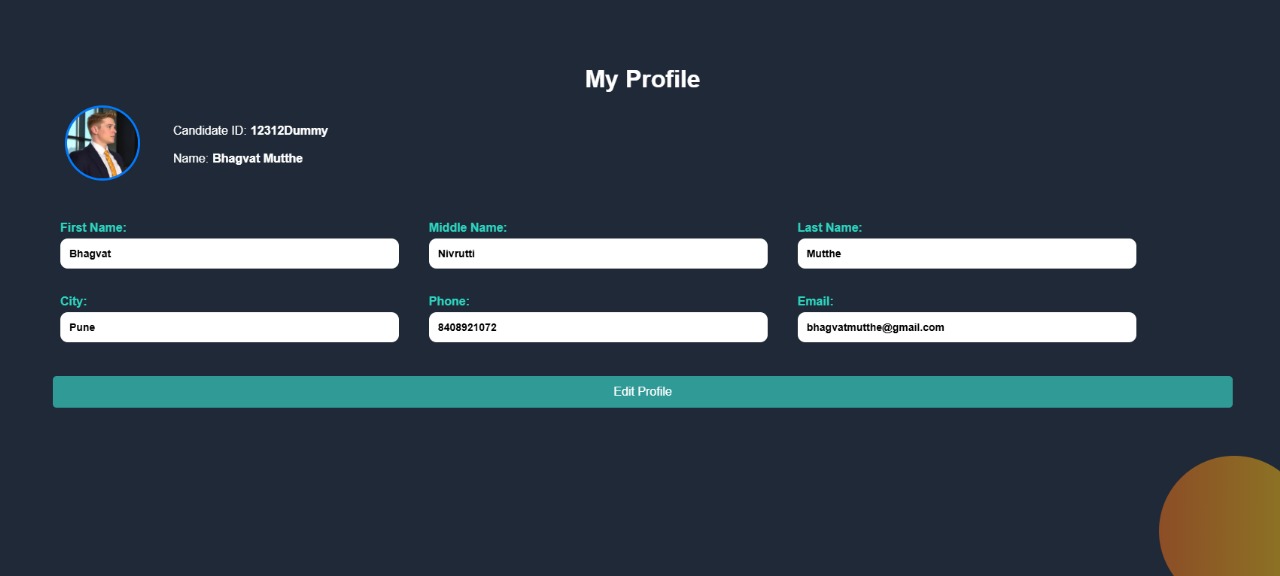 My Profile
Candidate ID: 12312Dummy
Name: Bhagvat Mutthe
First Name: Middle Name: Last Name:
Bhagvat Nivrutti Mutthe
City: Phone: Email:
Pune 8408921072 bhagvatmutthe@gmail.com
Edit Profile